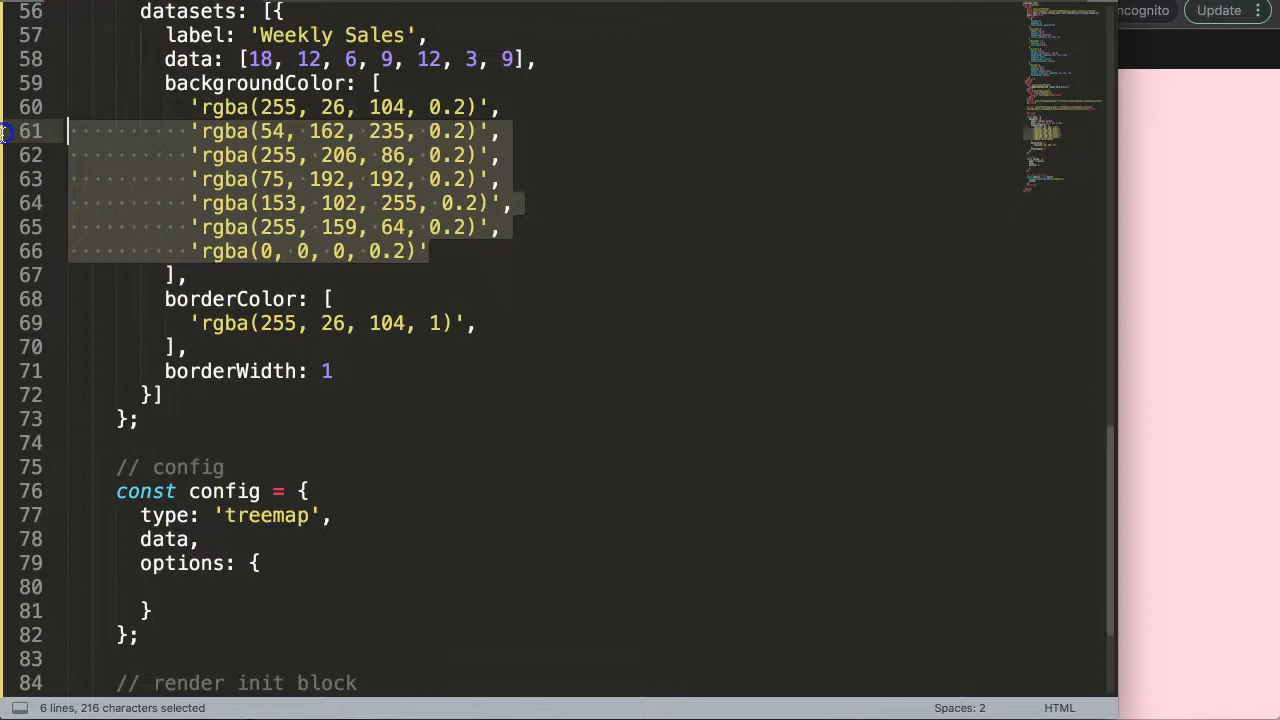 cognito
Update
56 datasets: [{
57 label: 'Weekly Sales',
58 data: [18, 12, 6, 9, 12, 3, 9],
59 backgroundColor: [
60 'rgba(255, 26, 104, 0.2)',
61 'rgba(54, 162, 235, 0.2)',
62 'rgba(255, 206, 86, 0.2)',
63 'rgba(75, 192, 192, 0.2)',
64 'rgba(153, 102, 255, 0.2)',
65 'rgba(255, 159, 64, 0.2)',
66 'rgba(0, 0, 0, 0.2)'
67 ],
68 borderColor: [
69 'rgba(255, 26, 104, 1)',
70 ],
71 borderWidth: 1
72 }]
73 };
74
75 // config
76 const config = {
77 type: 'treemap',
78 data,
79 options: {
80
81 }
82 };
83
84 // render init block
6 lines, 216 characters selected
Spaces: 2
HTML